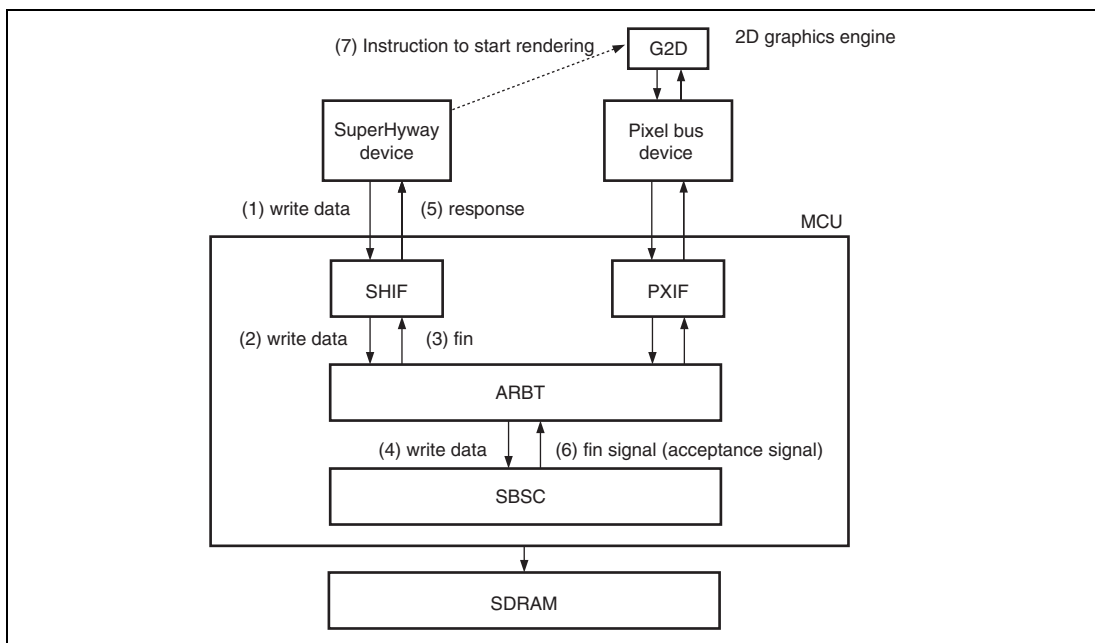 (7) Instruction to start rendering
G2D
2D graphics engine
SuperHyway
device
Pixel bus
device
(1) write data
(5) response
MCU
SHIF
PXIF
(2) write data
(3) fin
ARBT
(4) write data
(6) fin signal (acceptance signal)
SBSC
SDRAM